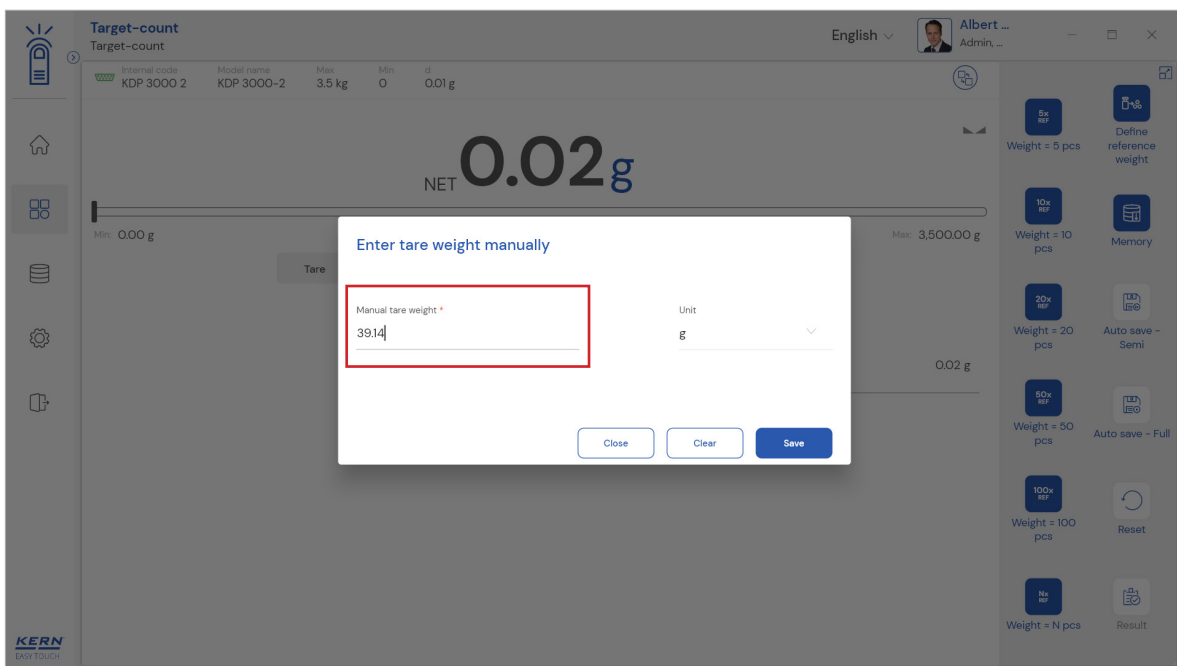 Target-count
Target-count
English
Albert ...
Admin, ...
Internal code
KDP 3000 2
Model name
KDP 3000-2
Max
3.5 kg
Min
0
d
0.01 g
NET 0.02 g
Min: 0.00 g
Max: 3,500.00 g
Tare
0.02 g
Enter tare weight manually
Manual tare weight *
39.14
Unit
g
Close
Clear
Save
5x
REF
Weight = 5 pcs
Define
reference
weight
10x
REF
Weight = 10
pcs
Memory
20x
REF
Weight = 20
pcs
Auto save -
Semi
50x
REF
Weight = 50
pcs
Auto save - Full
100x
REF
Weight = 100
pcs
Reset
Nx
REF
Weight = N pcs
Result
KERN
EASY TOUCH